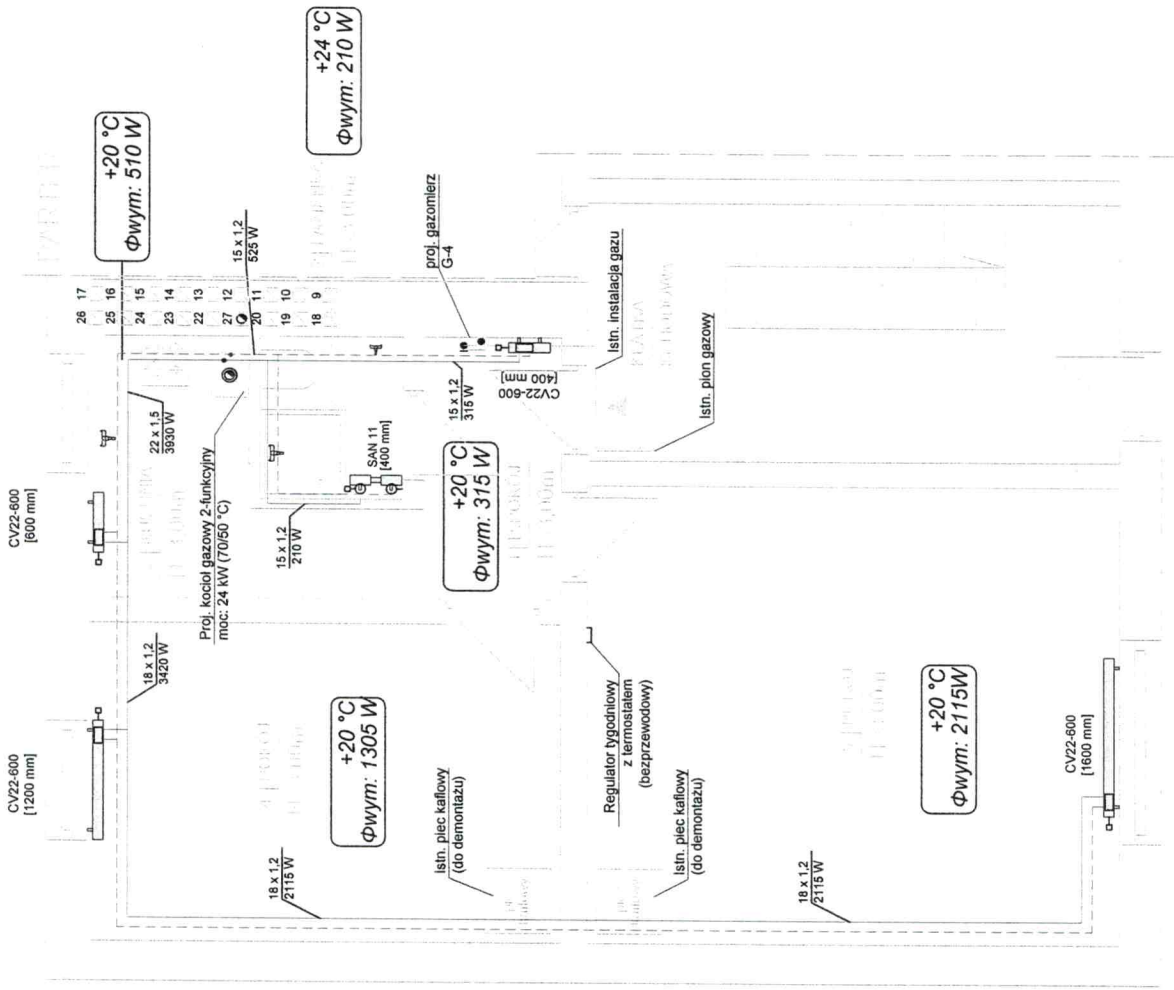 CV22-600
[1200 mm]
CV22-600
[600 mm]
+20 °C
Φwym: 510 W
+24 °C
Φwym: 210 W
PARTER
26 17
25 16
24 15
23 14
22 13
27 12
20 11
19 10
18 9
15 x 1,2
525 W
22 x 1,5
3930 W
18 x 1,2
3420 W
Proj. kocioł gazowy 2-funkcyjny
moc: 24 kW (70/50 °C)
15 x 1,2
210 W
SAN 11
[400 mm]
15 x 1,2
315 W
CV22-600
[400 mm]
proj. gazomierz
G-4
+20 °C
Φwym: 315 W
+20 °C
Φwym: 1305 W
Istn. instalacja gazu
KLATKA
SCHODOWA
Istn. pion gazowy
18 x 1,2
2115 W
Istn. piec kaflowy
(do demontażu)
Regulator tygodniowy
z termostatem
(bezprzewodowy)
Istn. piec kaflowy
(do demontażu)
+20 °C
Φwym: 2115W
18 x 1,2
2115 W
CV22-600
[1600 mm]